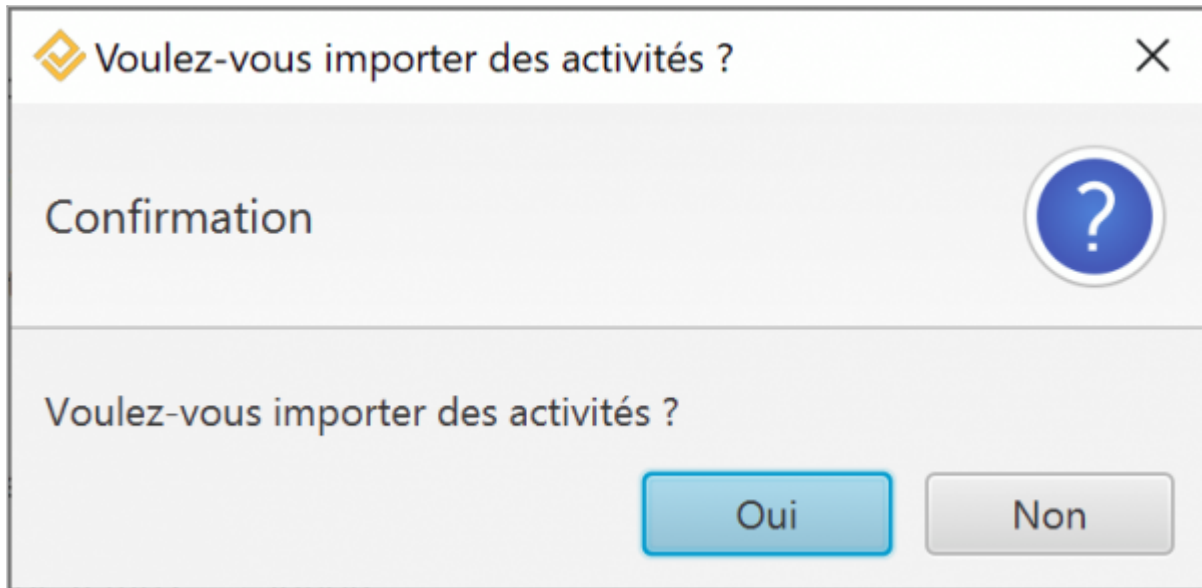 Voulez-vous importer des activités ?
Confirmation
?
Voulez-vous importer des activités ?
Oui Non